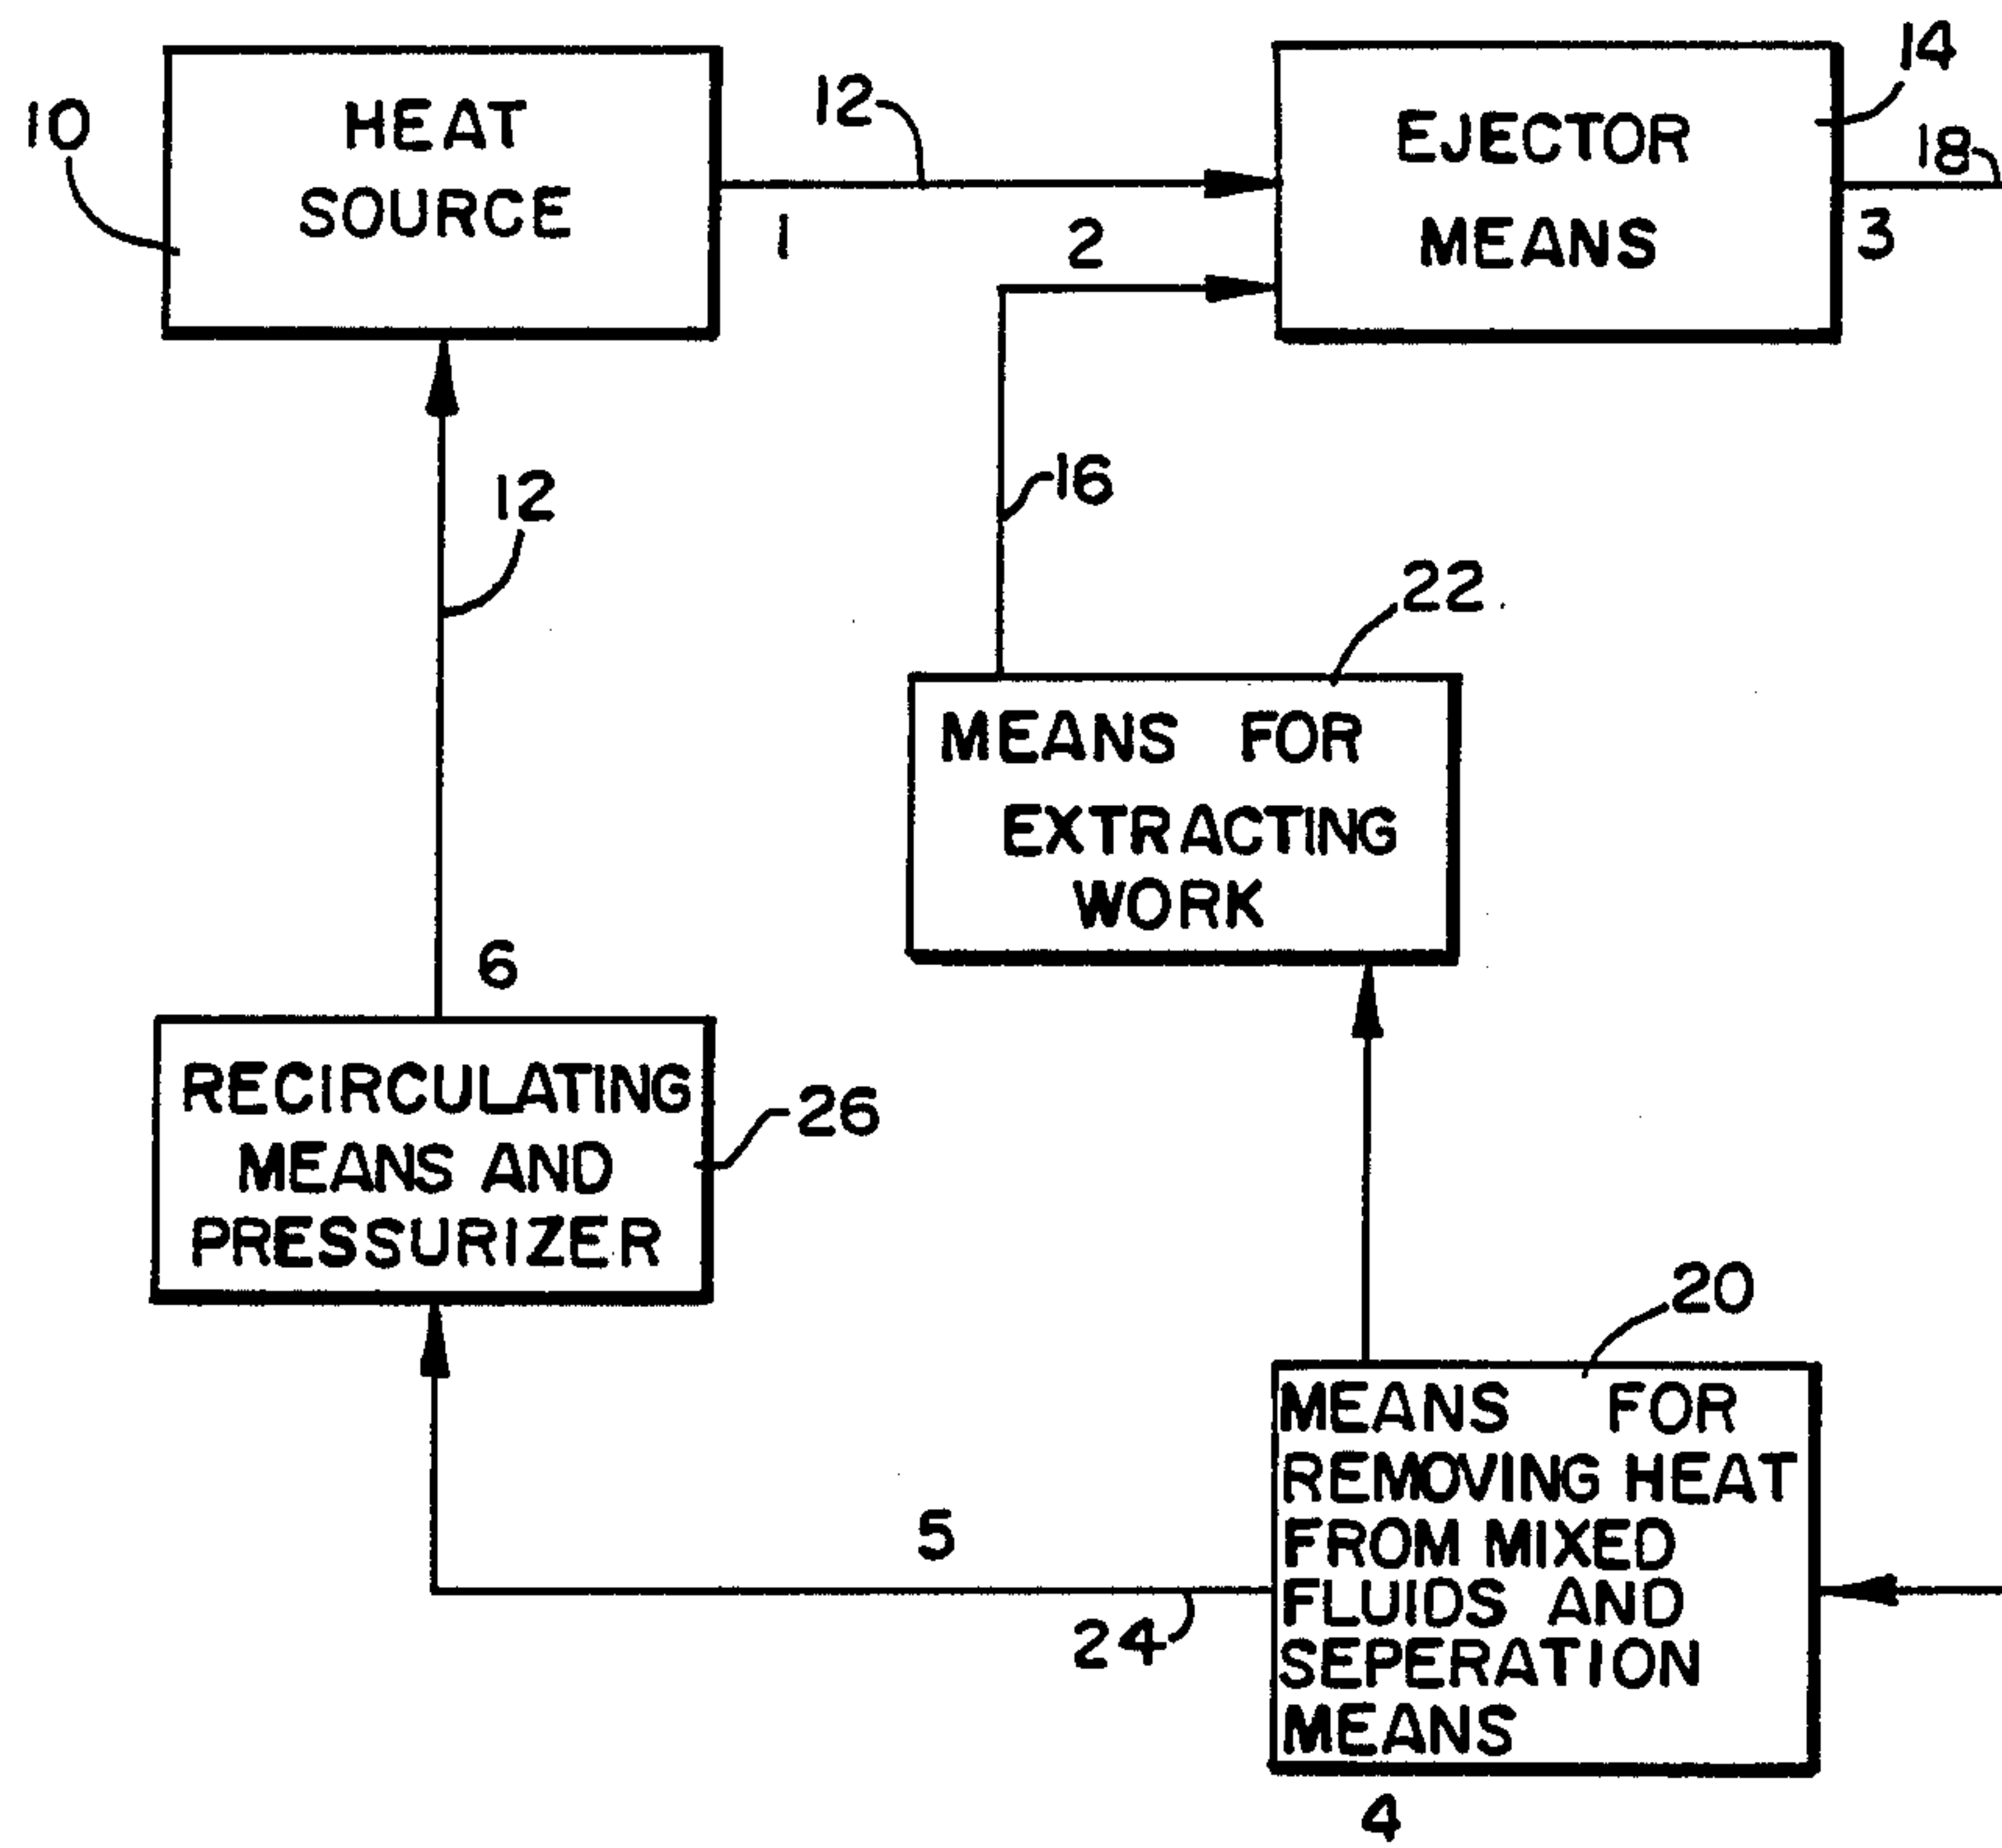 10
HEAT
SOURCE
12
1
2
EJECTOR
MEANS
14
18
3
12
16
22
MEANS FOR
EXTRACTING
WORK
6
RECIRCULATING
MEANS AND
PRESSURIZER
26
20
MEANS FOR
REMOVING HEAT
FROM MIXED
FLUIDS AND
SEPERATION
MEANS
5
24
4